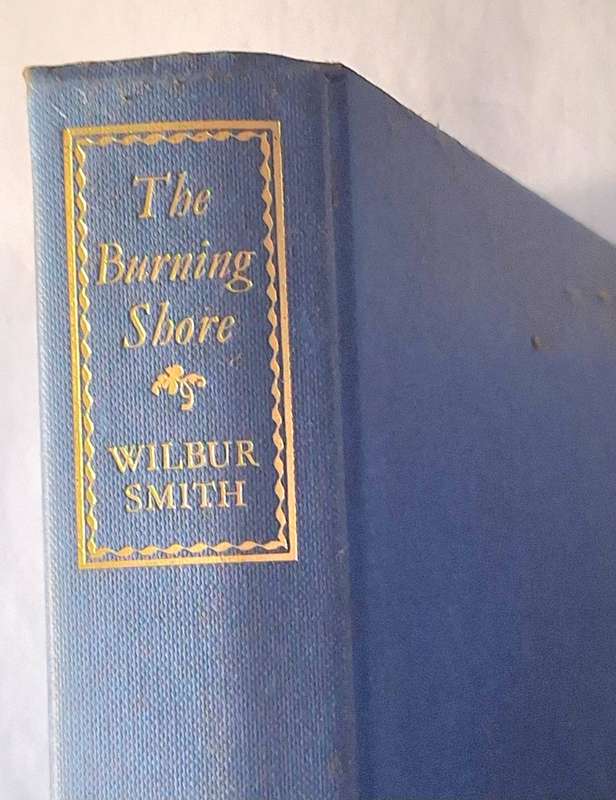 The
Burning
Shore
WILBUR
SMITH